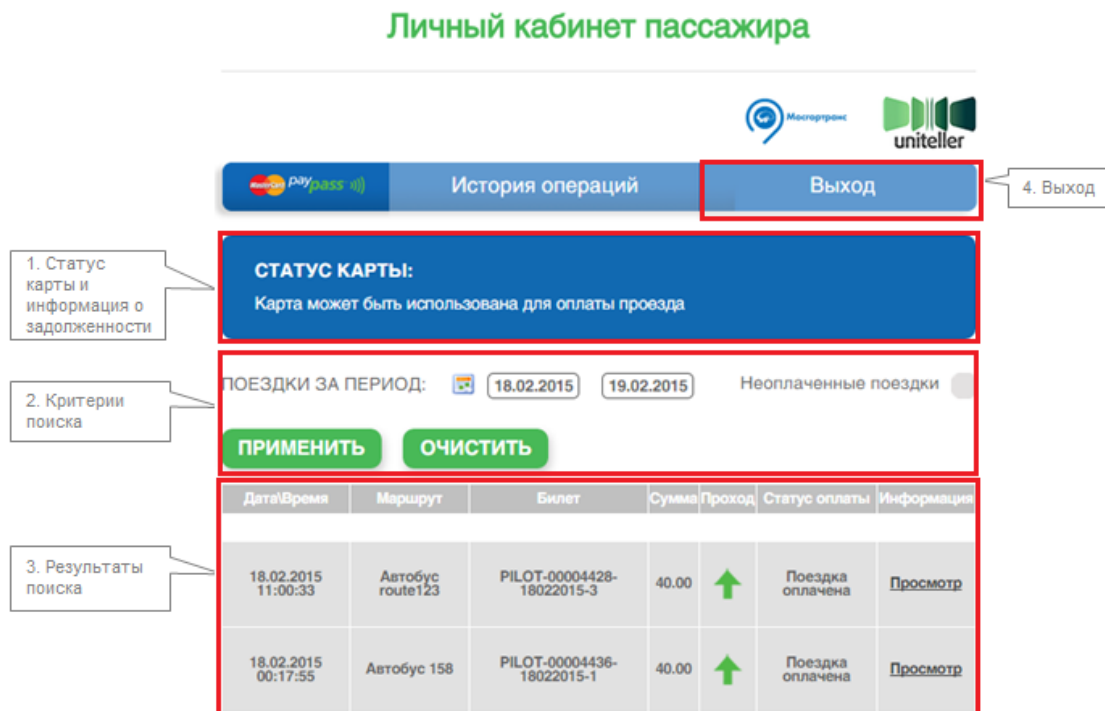 Личный кабинет пассажира
Мосгортранс
uniteller
MasterCard PayPass
История операций
Выход
4. Выход
1. Статус
карты и
информация о
задолженности
СТАТУС КАРТЫ:
Карта может быть использована для оплаты проезда
2. Критерии
поиска
ПОЕЗДКИ ЗА ПЕРИОД:
18.02.2015
19.02.2015
Неоплаченные поездки
ПРИМЕНИТЬ
ОЧИСТИТЬ
3. Результаты
поиска
Дата\Время Маршрут Билет Сумма Проход Статус оплаты Информация
18.02.2015
11:00:33
Автобус
route123
PILOT-00004428-
18022015-3
40.00
Поездка
оплачена
Просмотр
18.02.2015
00:17:55
Автобус 158
PILOT-00004436-
18022015-1
40.00
Поездка
оплачена
Просмотр